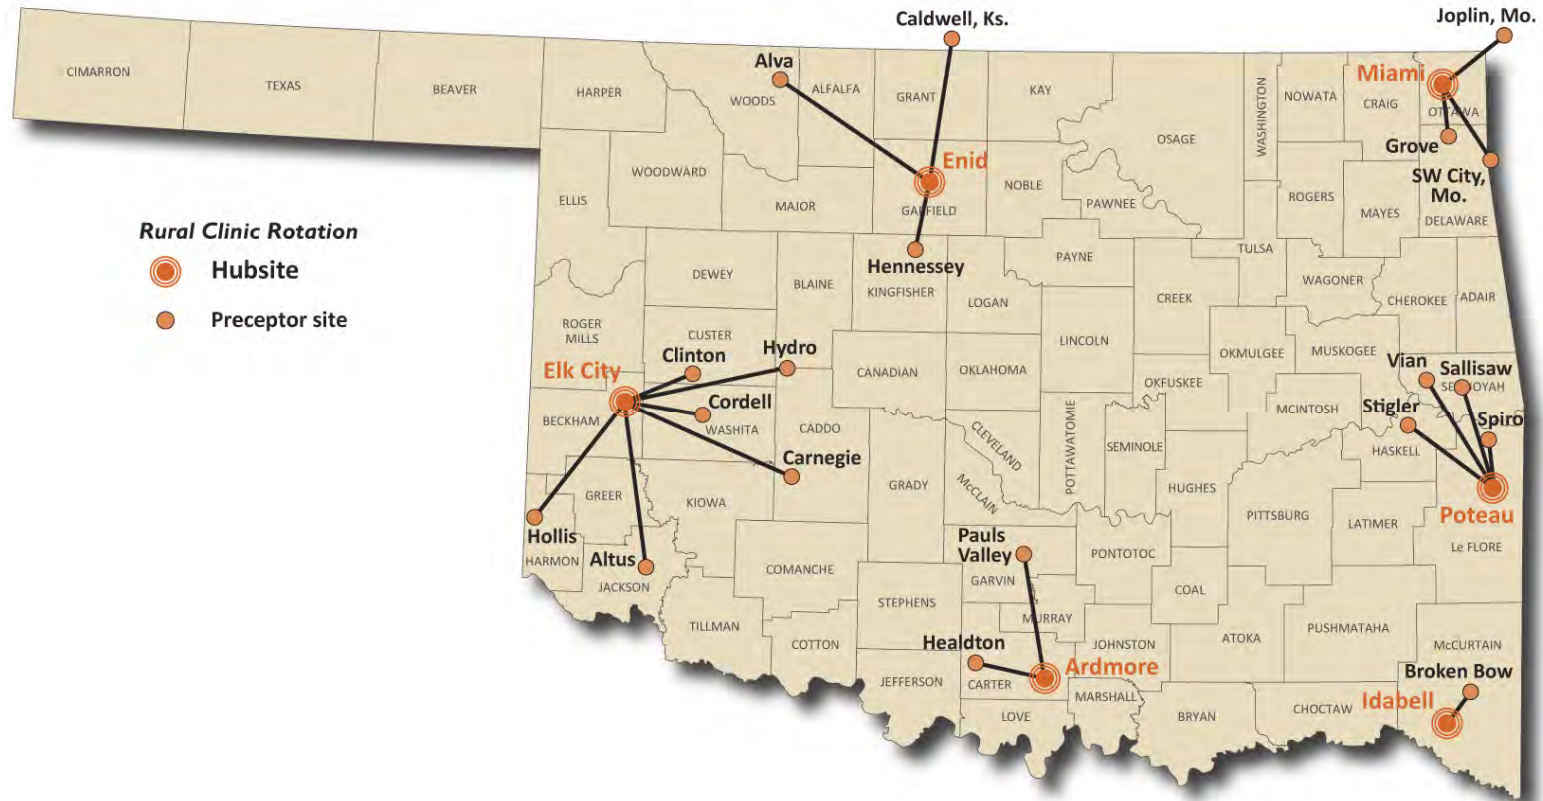 Caldwell, Ks.
Joplin, Mo.
Alva
Miami
CIMARRON
TEXAS
BEAVER
HARPER
WOODS
ALFALFA
GRANT
KAY
OSAGE
WASHINGTON
NOWATA
CRAIG
OTTAWA
Grove
SW City,
Mo.
Enid
WOODWARD
ELLIS
MAJOR
GARFIELD
NOBLE
PAWNEE
ROGERS
MAYES
DELAWARE
Rural Clinic Rotation
Hubsite
Preceptor site
Hennessey
DEWEY
BLAINE
KINGFISHER
LOGAN
PAYNE
CREEK
TULSA
WAGONER
CHEROKEE
ADAIR
ROGER
MILLS
CUSTER
Clinton
Hydro
Elk City
CANADIAN
OKLAHOMA
LINCOLN
OKMULGEE
MUSKOGEE
OKFUSKEE
Vian
Sallisaw
SEQUOYAH
BECKHAM
Cordell
WASHITA
CADDO
Carnegie
CLEVELAND
POTTAWATOMIE
SEMINOLE
MCINTOSH
Stigler
Spiro
HASKELL
GREER
KIOWA
GRADY
McCLAIN
HUGHES
PITTSBURG
LATIMER
Poteau
Le FLORE
Hollis
HARMON
Altus
JACKSON
COMANCHE
Pauls
Valley
GARVIN
PONTOTOC
COAL
TILLMAN
COTTON
STEPHENS
MURRAY
JOHNSTON
ATOKA
PUSHMATAHA
McCURTAIN
Healdton
CARTER
Ardmore
JEFFERSON
LOVE
MARSHALL
BRYAN
CHOCTAW
Broken Bow
Idabell